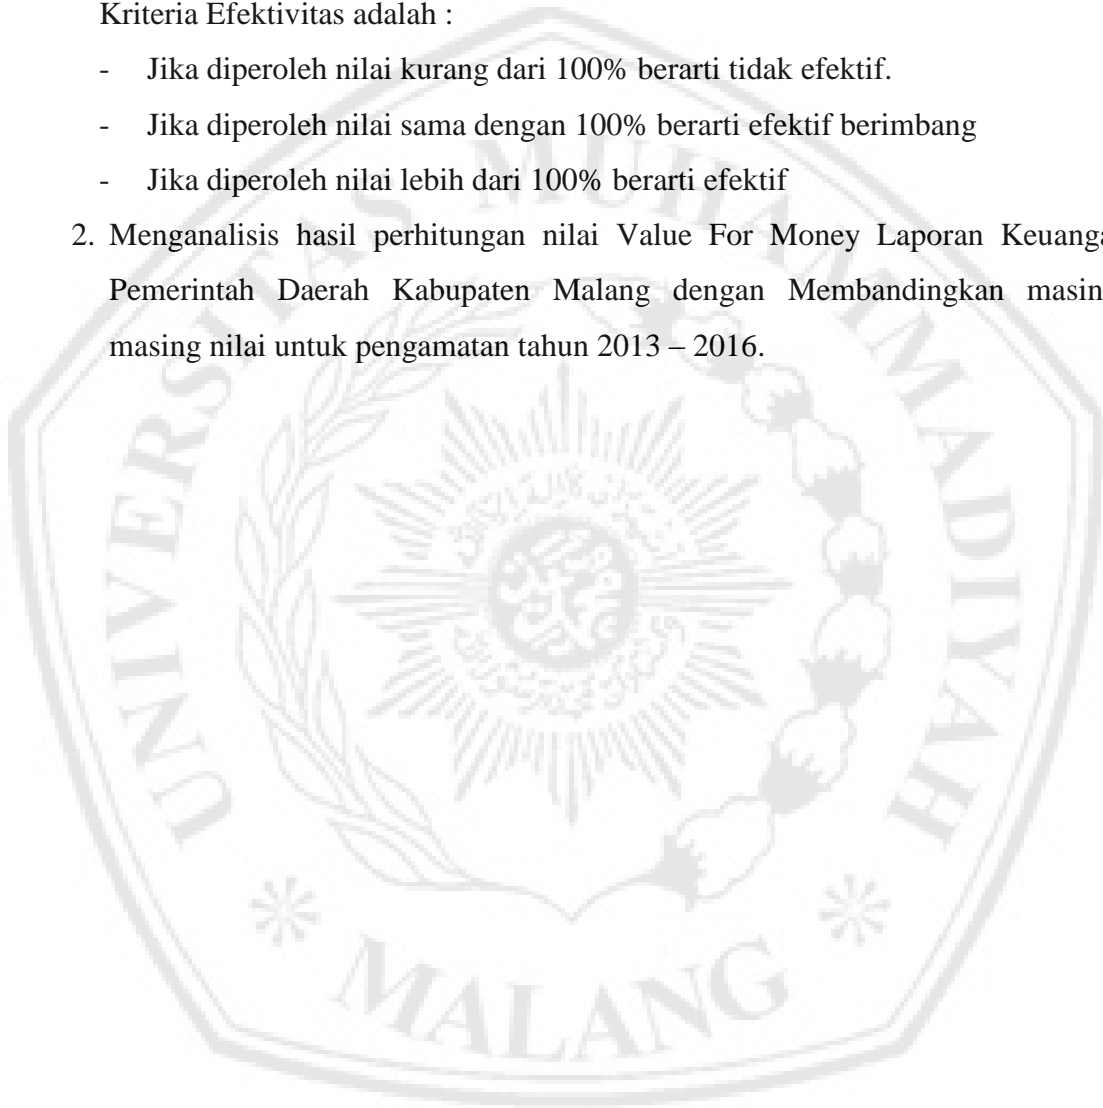 Kriteria Efektivitas adalah :
- Jika diperoleh nilai kurang dari 100% berarti tidak efektif.
- Jika diperoleh nilai sama dengan 100% berarti efektif berimbang
- Jika diperoleh nilai lebih dari 100% berarti efektif
2. Menganalisis hasil perhitungan nilai Value For Money Laporan Keuanga
Pemerintah Daerah Kabupaten Malang dengan Membandingkan masin
masing nilai untuk pengamatan tahun 2013 – 2016.
UNIVERSITAS MUHAMMADIYAH
MALANG